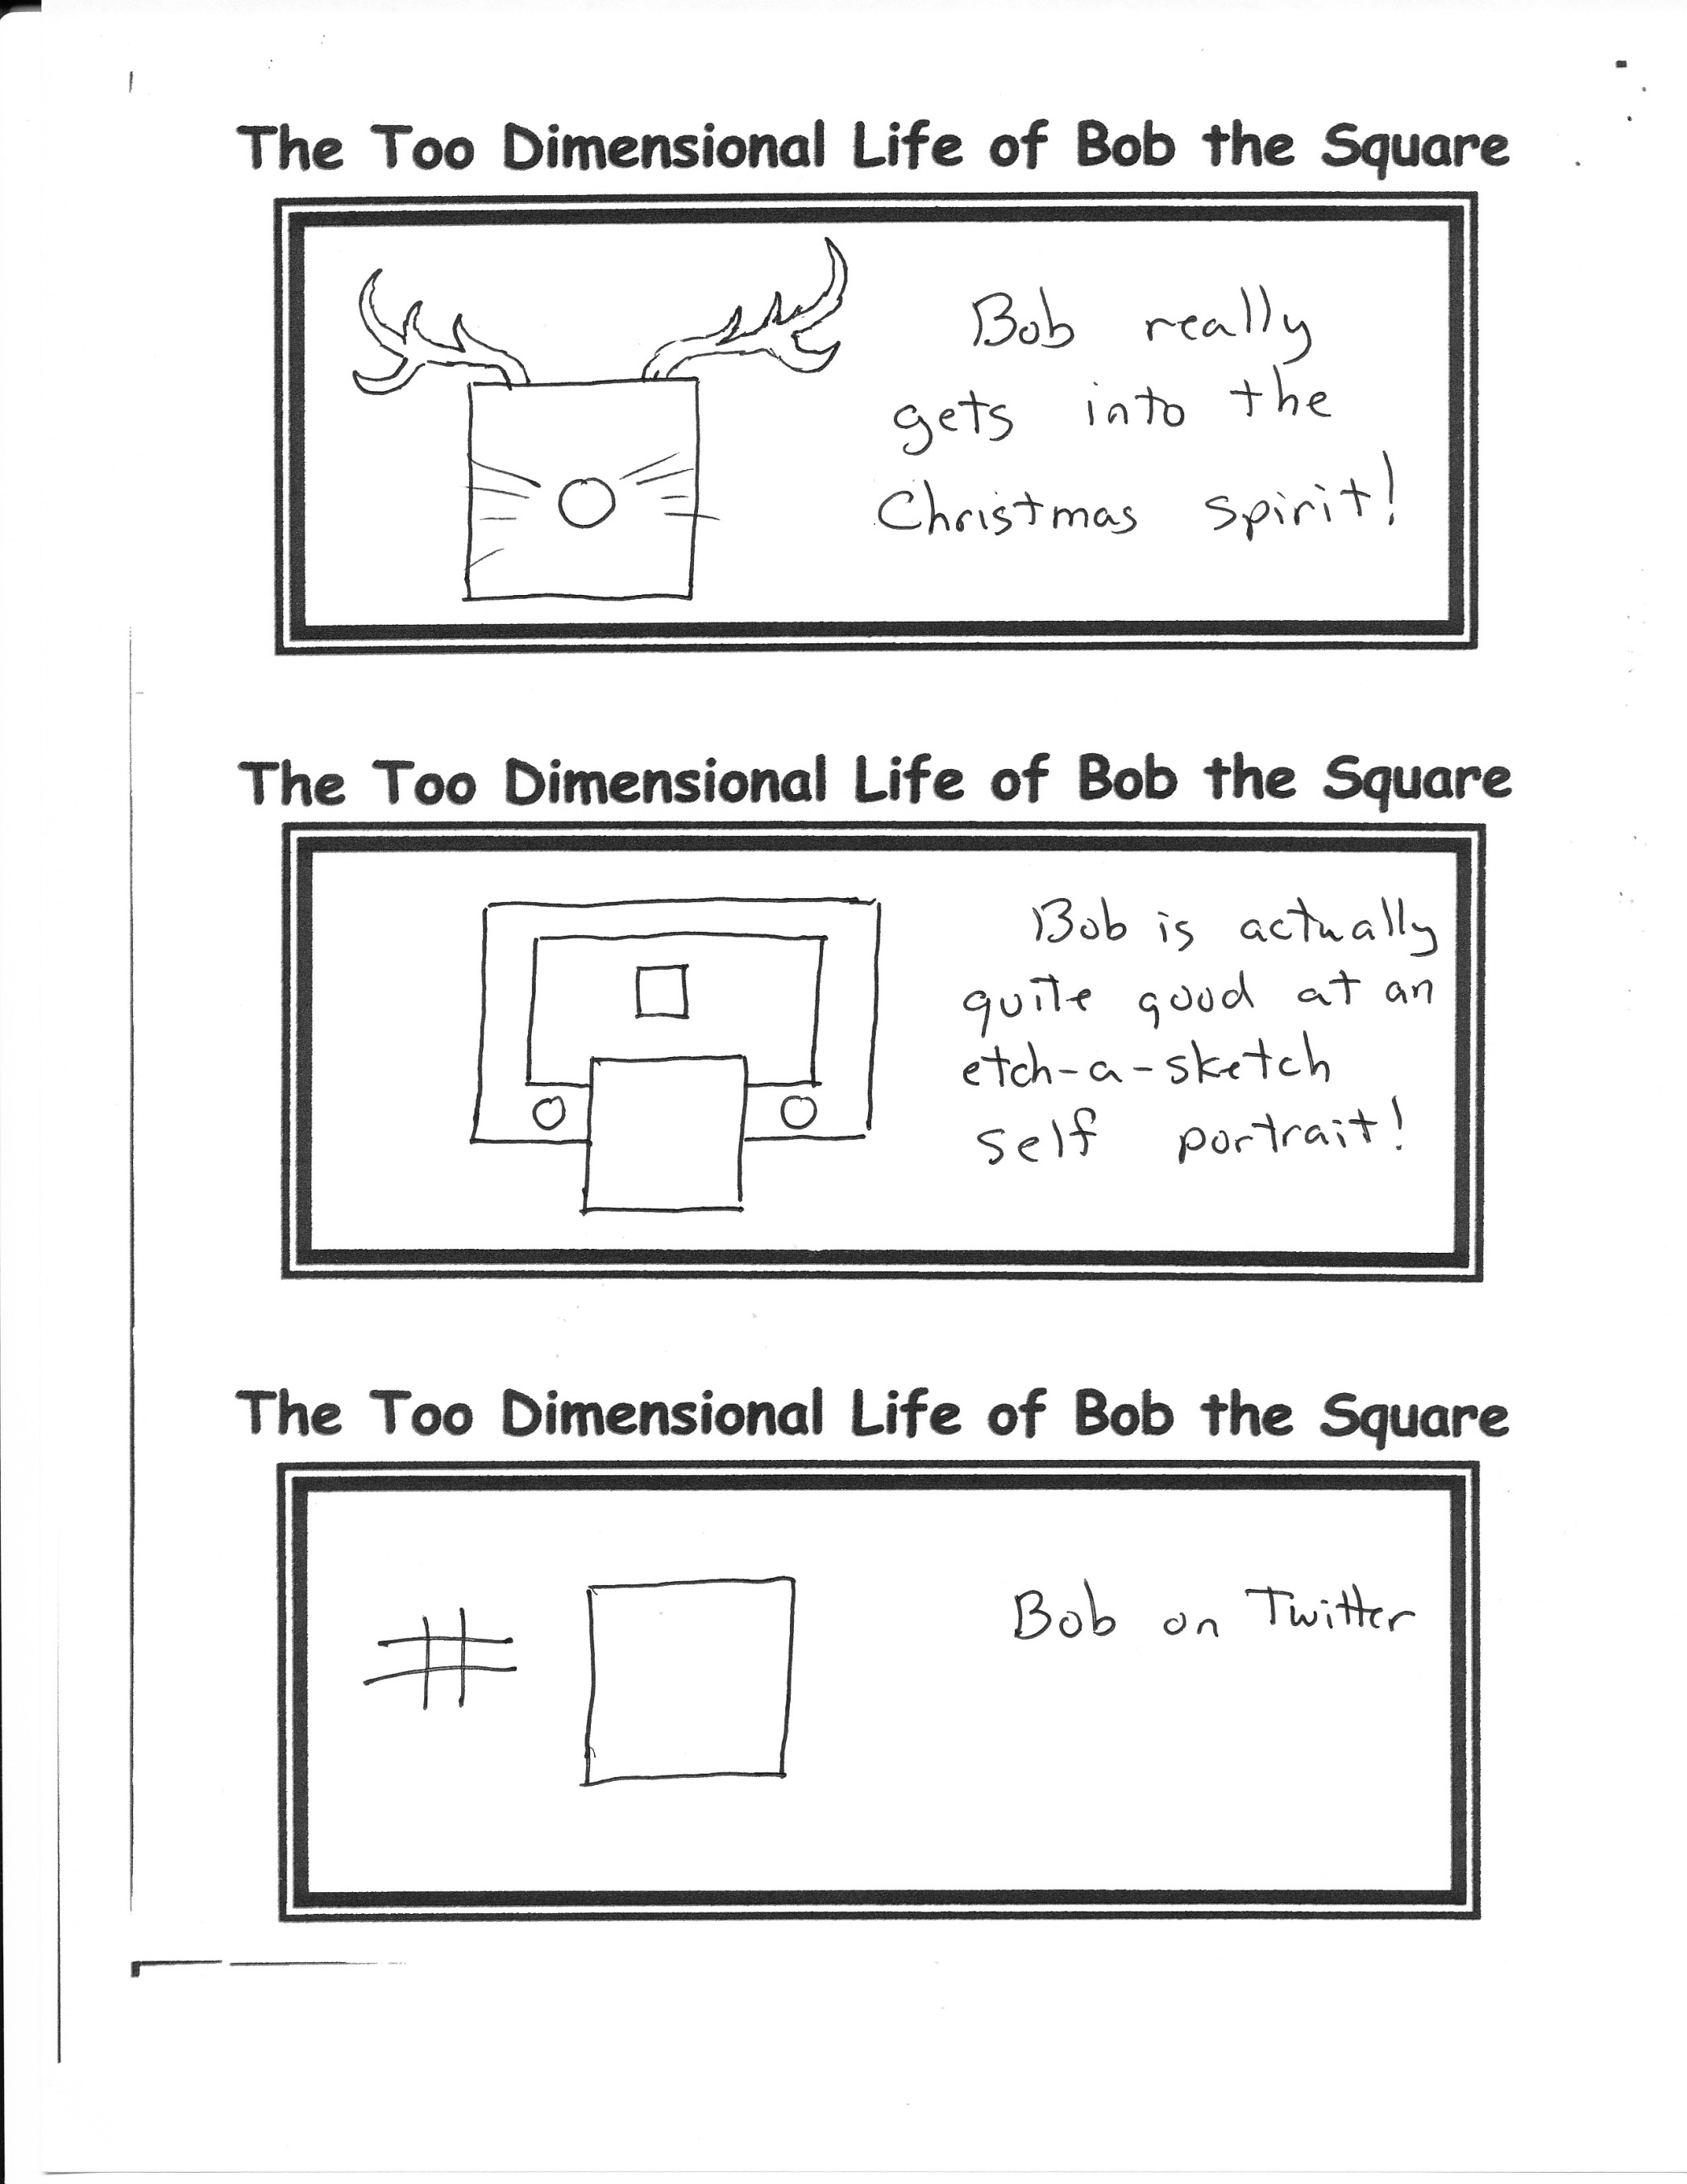 The Too Dimensional Life of Bob the Square
Bob really
gets into the
Christmas spirit!
The Too Dimensional Life of Bob the Square
Bob is actually
quite good at an
etch-a-sketch
self portrait!
The Too Dimensional Life of Bob the Square
#
Bob on Twitter